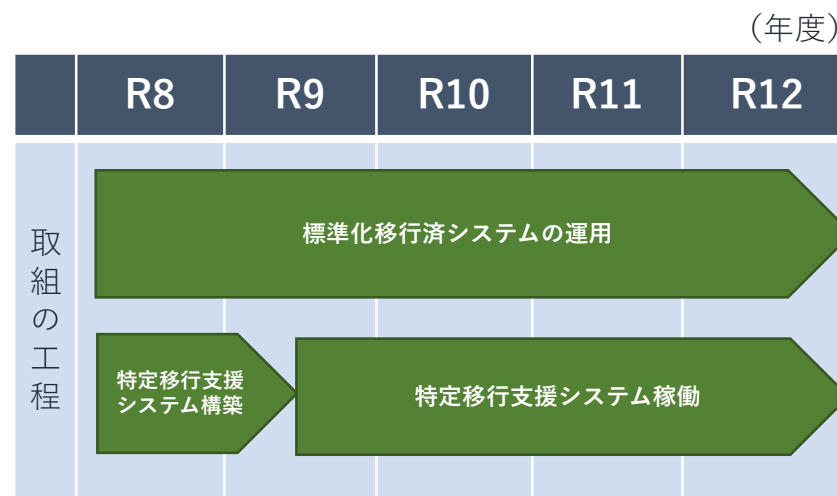 （年度）
R8 R9 R10 R11 R12
取組の工程
標準化移行済システムの運用
特定移行支援
システム構築
特定移行支援システム稼働